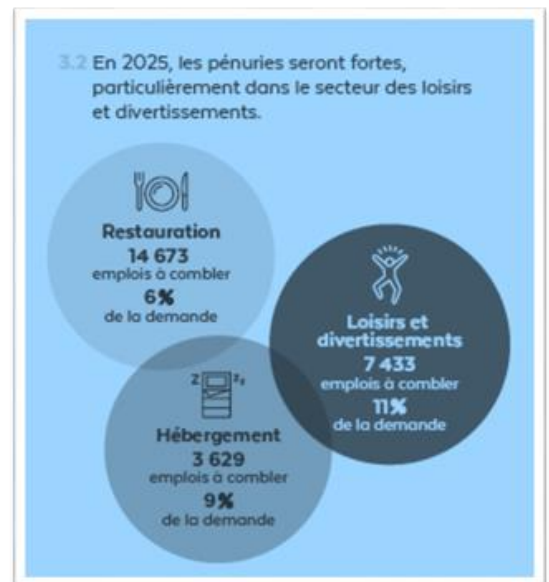 3.2 En 2025, les pénuries seront fortes,
particulièrement dans le secteur des loisirs
et divertissements.
Restauration
14 673
emplois à combler
6%
de la demande
Loisirs et
divertissements
7 433
emplois à combler
11%
de la demande
Z Zz
Hébergement
3 629
emplois à combler
9%
de la demande